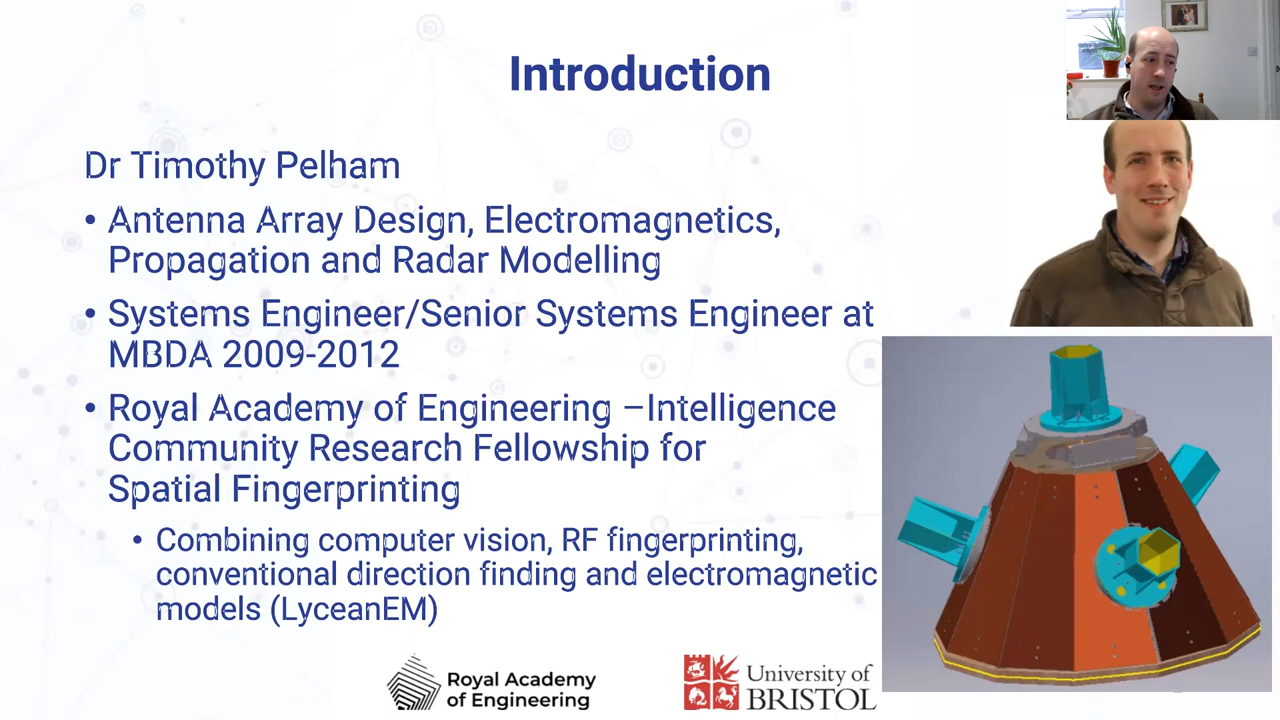 Introduction
Dr Timothy Pelham
• Antenna Array Design, Electromagnetics,
Propagation and Radar Modelling
• Systems Engineer/Senior Systems Engineer at
MBDA 2009-2012
• Royal Academy of Engineering –Intelligence
Community Research Fellowship for
Spatial Fingerprinting
• Combining computer vision, RF fingerprinting,
conventional direction finding and electromagnetic
models (LyceanEM)
Royal Academy
of Engineering
University of
BRISTOL